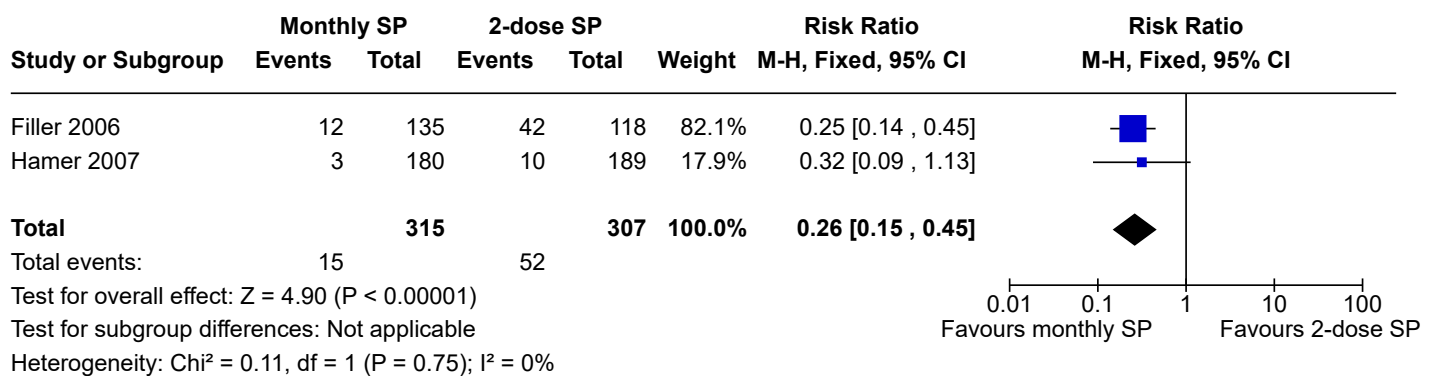 Monthly SP 2-dose SP Risk Ratio Risk Ratio
Study or Subgroup Events Total Events Total Weight M-H, Fixed, 95% CI M-H, Fixed, 95% CI
Filler 2006 12 135 42 118 82.1% 0.25 [0.14 , 0.45]
Hamer 2007 3 180 10 189 17.9% 0.32 [0.09 , 1.13]
Total 315 307 100.0% 0.26 [0.15 , 0.45]
Total events: 15 52
Test for overall effect: Z = 4.90 (P < 0.00001)
0.01 0.1 1 10 100
Test for subgroup differences: Not applicable
Favours monthly SP Favours 2-dose SP
Heterogeneity: Chi² = 0.11, df = 1 (P = 0.75); I² = 0%